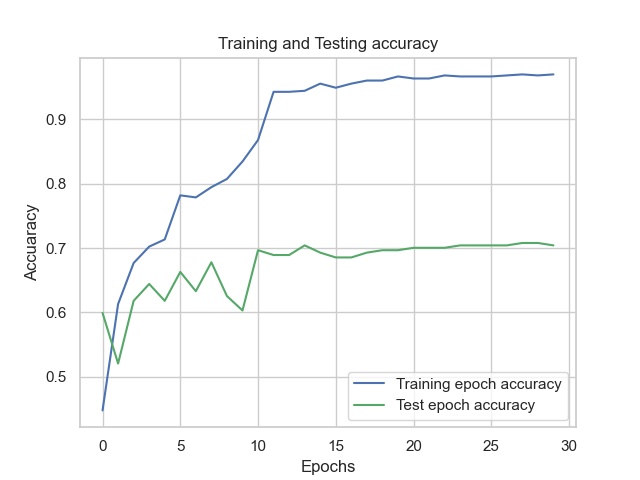 Training and Testing accuracy
Accuaracy
0.9
0.8
0.7
0.6
0.5
Training epoch accuracy
Test epoch accuracy
0 5 10 15 20 25 30
Epochs